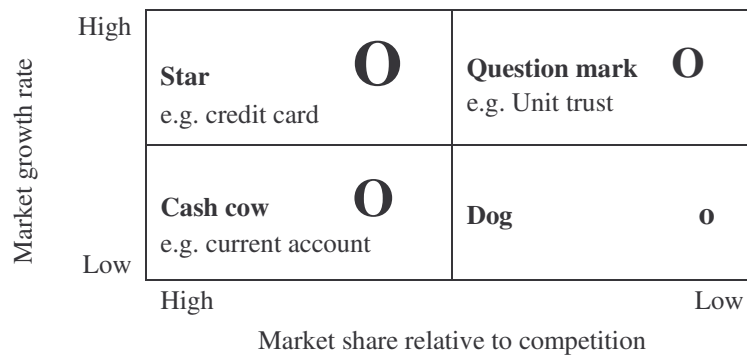 High
Market growth rate
Star O
e.g. credit card
Question mark O
e.g. Unit trust
Cash cow O
e.g. current account
Dog o
Low
High Low
Market share relative to competition